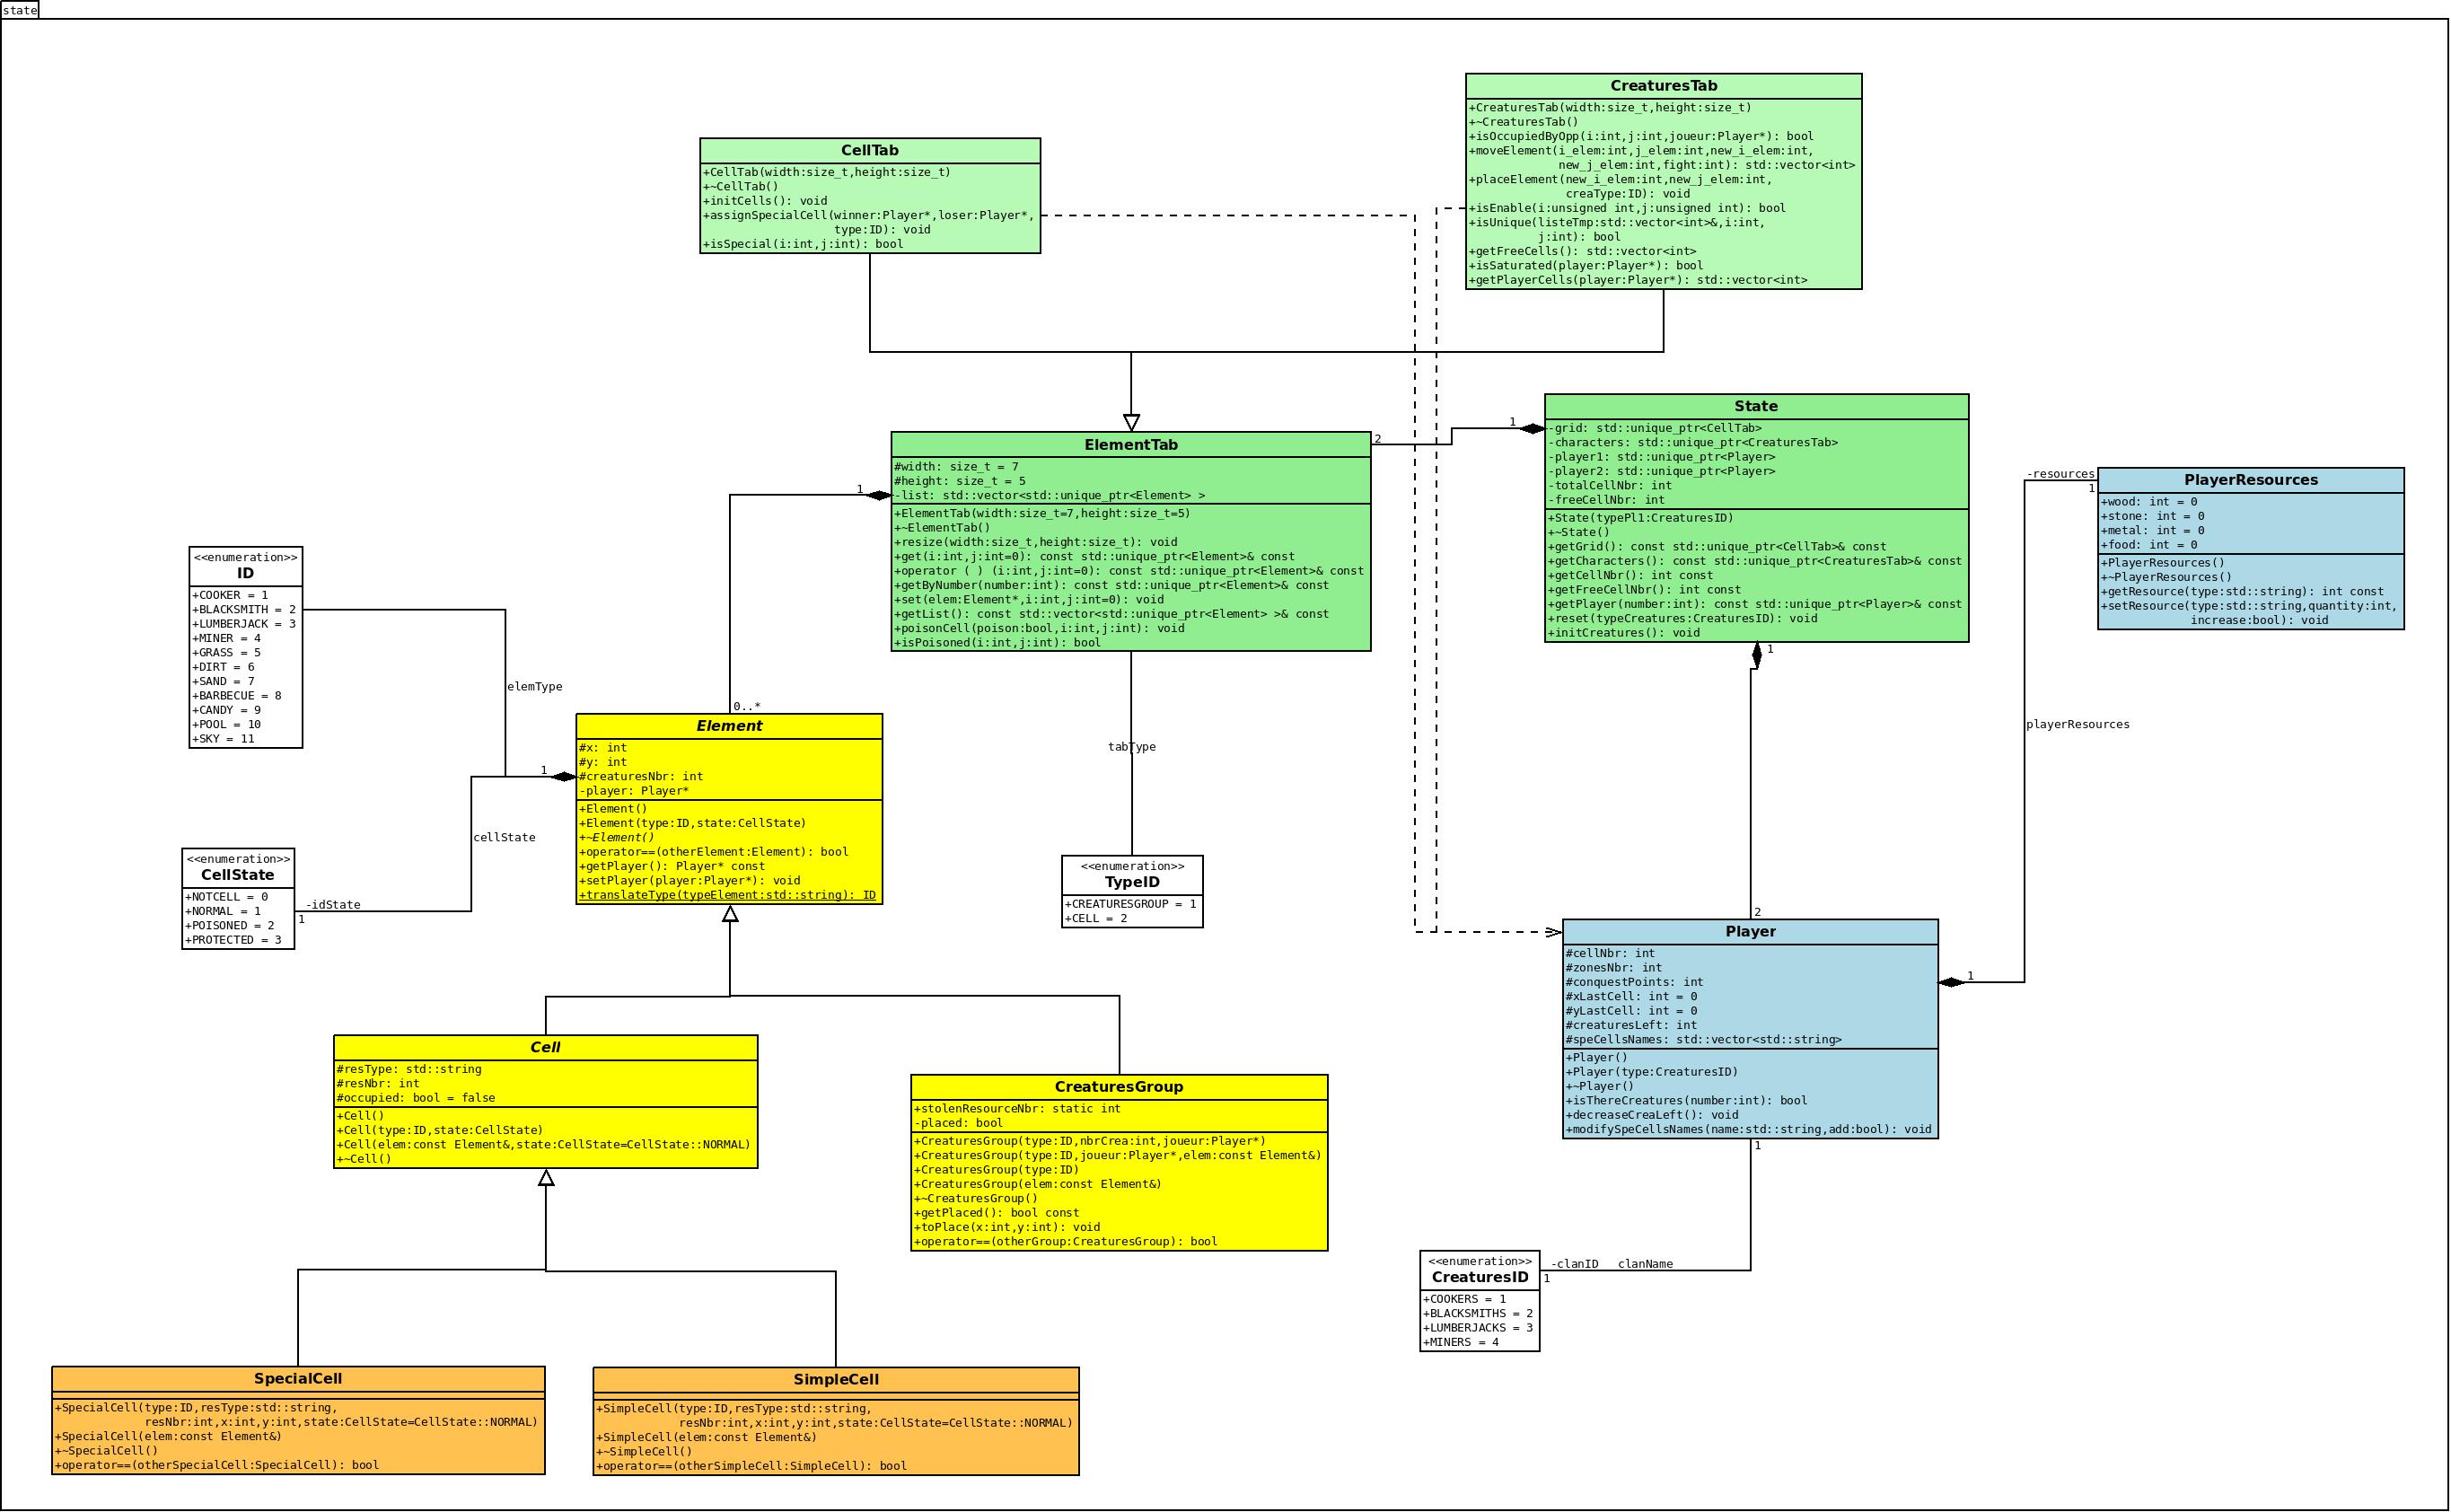 state
CreaturesTab
+CreaturesTab(width:size_t,height:size_t)
+~CreaturesTab()
+isOccupiedByOpp(i:int,j:int,joueur:Player*): bool
+moveElement(i_elem:int,j_elem:int,new_i_elem:int,
new_j_elem:int,fight:int): std::vector<int>
+placeElement(new_i_elem:int,new_j_elem:int,
creaType:ID): void
+isEnable(i:unsigned int,j:unsigned int): bool
+isUnique(listeTmp:std::vector<int>&,i:int,
j:int): bool
+getFreeCells(): std::vector<int>
+isSaturated(player:Player*): bool
+getPlayerCells(player:Player*): std::vector<int>
CellTab
+CellTab(width:size_t,height:size_t)
+~CellTab()
+initCells(): void
+assignSpecialCell(winner:Player*,loser:Player*,
type:ID): void
+isSpecial(i:int,j:int): bool
State
-grid: std::unique_ptr<CellTab>
-characters: std::unique_ptr<CreaturesTab>
-player1: std::unique_ptr<Player>
-player2: std::unique_ptr<Player>
-totalCellNbr: int
-freeCellNbr: int
+State(typePl1:CreaturesID)
+~State()
+getGrid(): const std::unique_ptr<CellTab>& const
+getCharacters(): const std::unique_ptr<CreaturesTab>& const
+getCellNbr(): int const
+getFreeCellNbr(): int const
+getPlayer(number:int): const std::unique_ptr<Player>& const
+reset(typeCreatures:CreaturesID): void
+initCreatures(): void
1
2
1
ElementTab
#width: size_t = 7
#height: size_t = 5
-list: std::vector<std::unique_ptr<Element> >
+ElementTab(width:size_t=7,height:size_t=5)
+~ElementTab()
+resize(width:size_t,height:size_t): void
+get(i:int,j:int=0): const std::unique_ptr<Element>& const
+operator ( ) (i:int,j:int=0): const std::unique_ptr<Element>& const
+getByNumber(number:int): const std::unique_ptr<Element>& const
+set(elem:Element*,i:int,j:int=0): void
+getList(): const std::vector<std::unique_ptr<Element> >& const
+poisonCell(poison:bool,i:int,j:int): void
+isPoisoned(i:int,j:int): bool
1
-resources
1
PlayerResources
+wood: int = 0
+stone: int = 0
+metal: int = 0
+food: int = 0
+PlayerResources()
+~PlayerResources()
+getResource(type:std::string): int const
+setResource(type:std::string,quantity:int,
increase:bool): void
playerResources
<<enumeration>>
ID
+COOKER = 1
+BLACKSMITH = 2
+LUMBERJACK = 3
+MINER = 4
+GRASS = 5
+DIRT = 6
+SAND = 7
+BARBECUE = 8
+CANDY = 9
+POOL = 10
+SKY = 11
elemType
0..*
1
Element
#x: int
#y: int
#creaturesNbr: int
-player: Player*
+Element()
+Element(type:ID,state:CellState)
+~Element()
+operator==(otherElement:Element): bool
+getPlayer(): Player* const
+setPlayer(player:Player*): void
+translateType(typeElement:std::string): ID
tabType
cellState
<<enumeration>>
CellState
+NOTCELL = 0
+NORMAL = 1
+POISONED = 2
+PROTECTED = 3
-idState
1
<<enumeration>>
TypeID
+CREATURESGROUP = 1
+CELL = 2
2
Player
#cellNbr: int
#zonesNbr: int
#conquestPoints: int
#xLastCell: int = 0
#yLastCell: int = 0
#creaturesLeft: int
#speCellsNames: std::vector<std::string>
+Player()
+Player(type:CreaturesID)
+~Player()
+isThereCreatures(number:int): bool
+decreaseCreaLeft(): void
+modifySpeCellsNames(name:std::string,add:bool): void
1
1
Cell
#resType: std::string
#resNbr: int
#occupied: bool = false
+Cell()
+Cell(type:ID,state:CellState)
+Cell(elem:const Element&,state:CellState=CellState::NORMAL)
+~Cell()
CreaturesGroup
+stolenResourceNbr: static int
-placed: bool
+CreaturesGroup(type:ID,nbrCrea:int,joueur:Player*)
+CreaturesGroup(type:ID,joueur:Player*,elem:const Element&)
+CreaturesGroup(type:ID)
+CreaturesGroup(elem:const Element&)
+~CreaturesGroup()
+getPlaced(): bool const
+toPlace(x:int,y:int): void
+operator==(otherGroup:CreaturesGroup): bool
<<enumeration>>
CreaturesID
+COOKERS = 1
+BLACKSMITHS = 2
+LUMBERJACKS = 3
+MINERS = 4
-clanID clanName
1
SpecialCell
+SpecialCell(type:ID,resType:std::string,
resNbr:int,x:int,y:int,state:CellState=CellState::NORMAL)
+SpecialCell(elem:const Element&)
+~SpecialCell()
+operator==(otherSpecialCell:SpecialCell): bool
SimpleCell
+SimpleCell(type:ID,resType:std::string,
resNbr:int,x:int,y:int,state:CellState=CellState::NORMAL)
+SimpleCell(elem:const Element&)
+~SimpleCell()
+operator==(otherSimpleCell:SimpleCell): bool